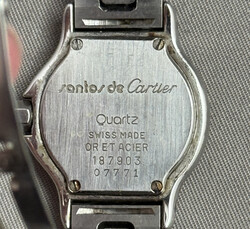 santos de Cartier
Quartz
SWISS MADE
OR ET ACIER
187903
07771